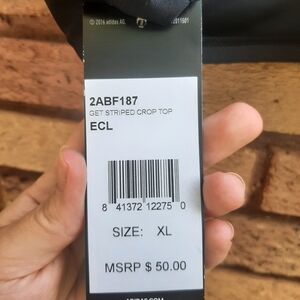 © 2016 adidas AG.
2ABF187
GET STRIPED CROP TOP
ECL
8 41372 12275 0
SIZE: XL
MSRP $ 50.00